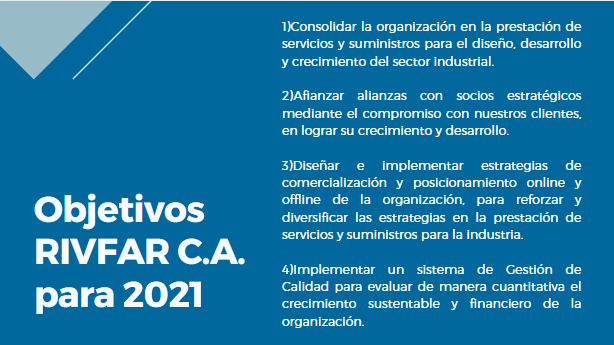 Objetivos
RIVFAR C.A.
para 2021
1)Consolidar la organización en la prestación de
servicios y suministros para el diseño, desarrollo
y crecimiento del sector industrial.
2)Afianzar alianzas con socios estratégicos
mediante el compromiso con nuestros clientes,
en lograr su crecimiento y desarrollo.
3)Diseñar e implementar estrategias de
comercialización y posicionamiento online y
offline de la organización, para reforzar y
diversificar las estrategias en la prestación de
servicios y suministros para la industria.
4)Implementar un sistema de Gestión de
Calidad para evaluar de manera cuantitativa el
crecimiento sustentable y financiero de la
organización.